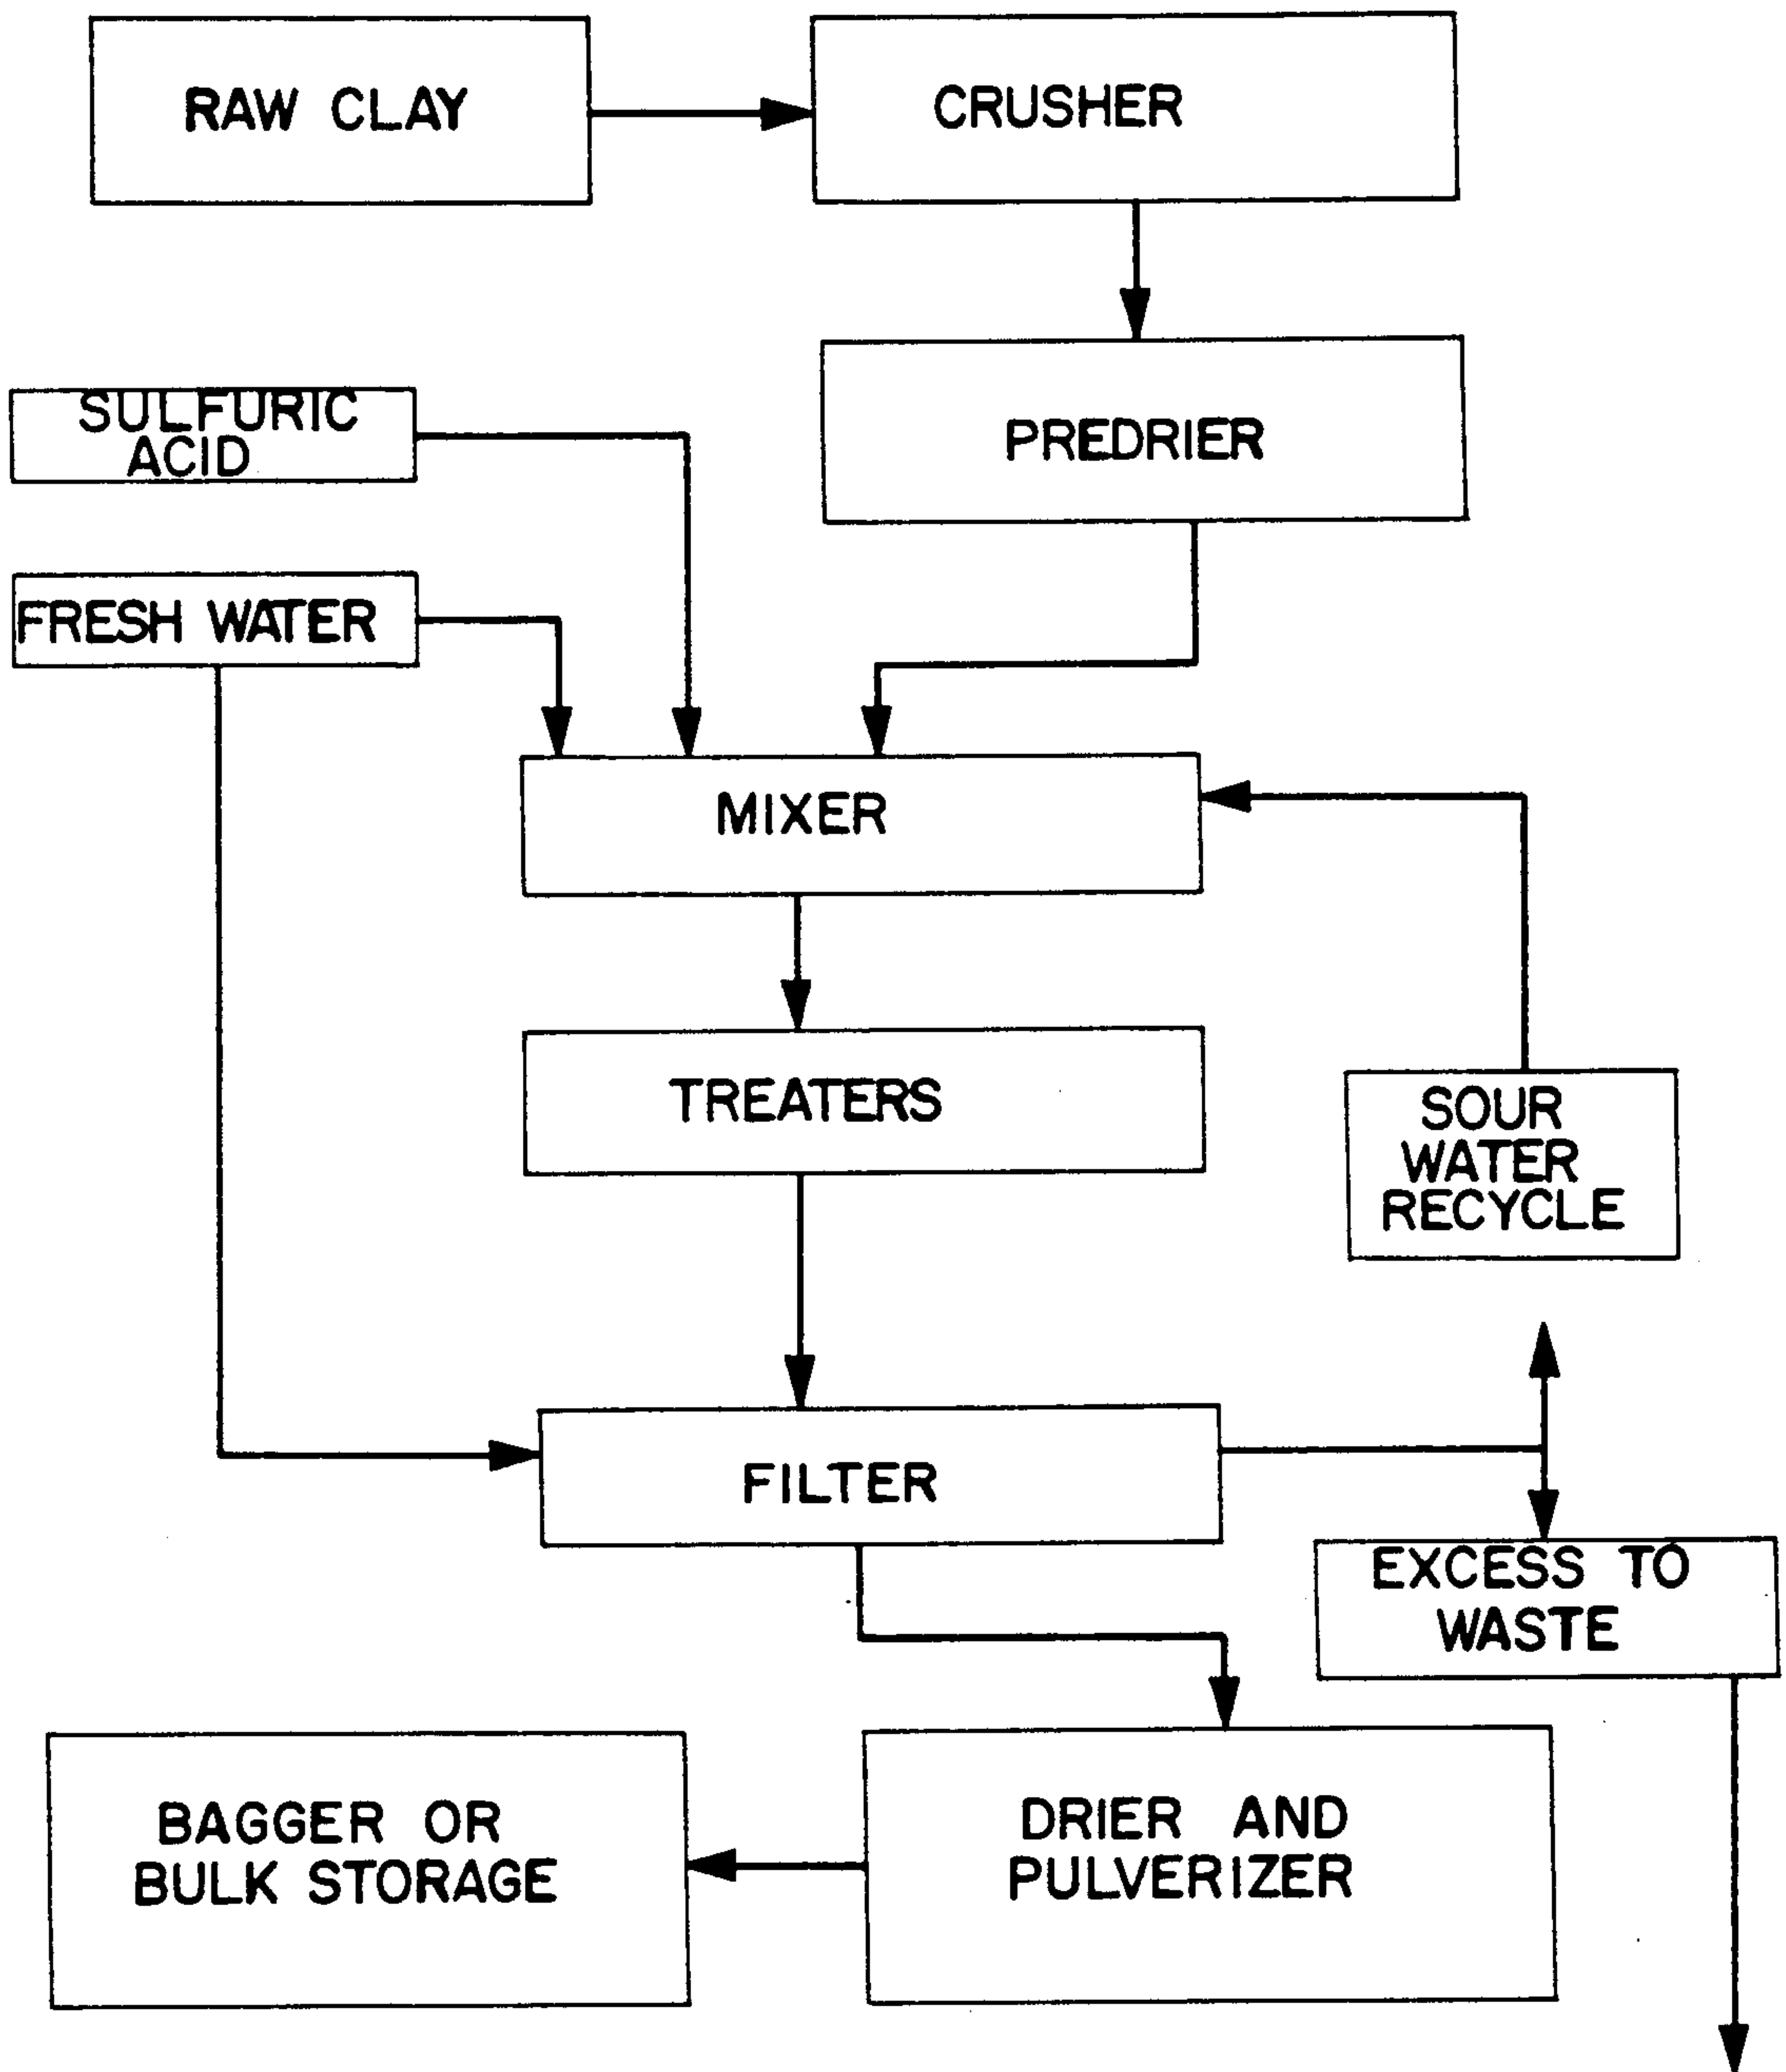 RAW CLAY
CRUSHER
SULFURIC
ACID
PREDRIER
FRESH WATER
MIXER
TREATERS
SOUR
WATER
RECYCLE
FILTER
EXCESS TO
WASTE
BAGGER OR
BULK STORAGE
DRIER AND
PULVERIZER